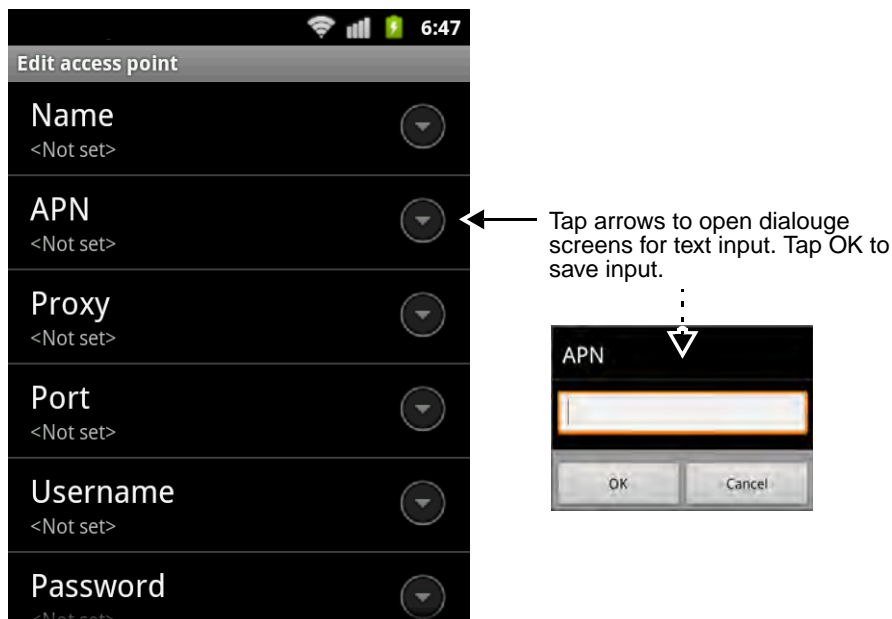 6:47
Edit access point
Name
<Not set>
APN
<Not set>
Proxy
<Not set>
Port
<Not set>
Username
<Not set>
Password
<Not set>
Tap arrows to open dialouge
screens for text input. Tap OK to
save input.
APN
OK Cancel